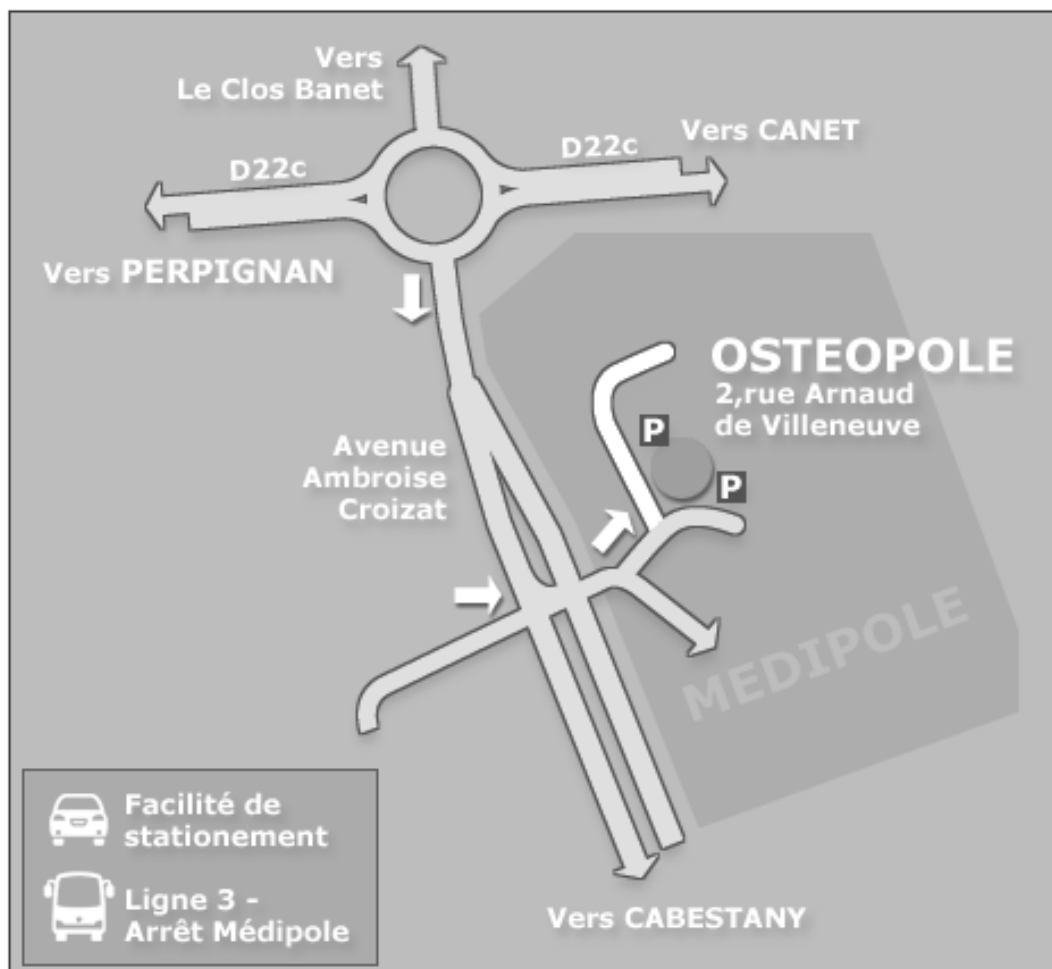 Vers
Le Clos Banet
Vers CANET
D22c
D22c
Vers PERPIGNAN
OSTEOPOLE
2,rue Arnaud
de Villeneuve
P
P
Avenue
Ambroise
Croizat
MEDIPOLE
Facilité de
stationement
Ligne 3 -
Arrêt Médipole
Vers CABESTANY